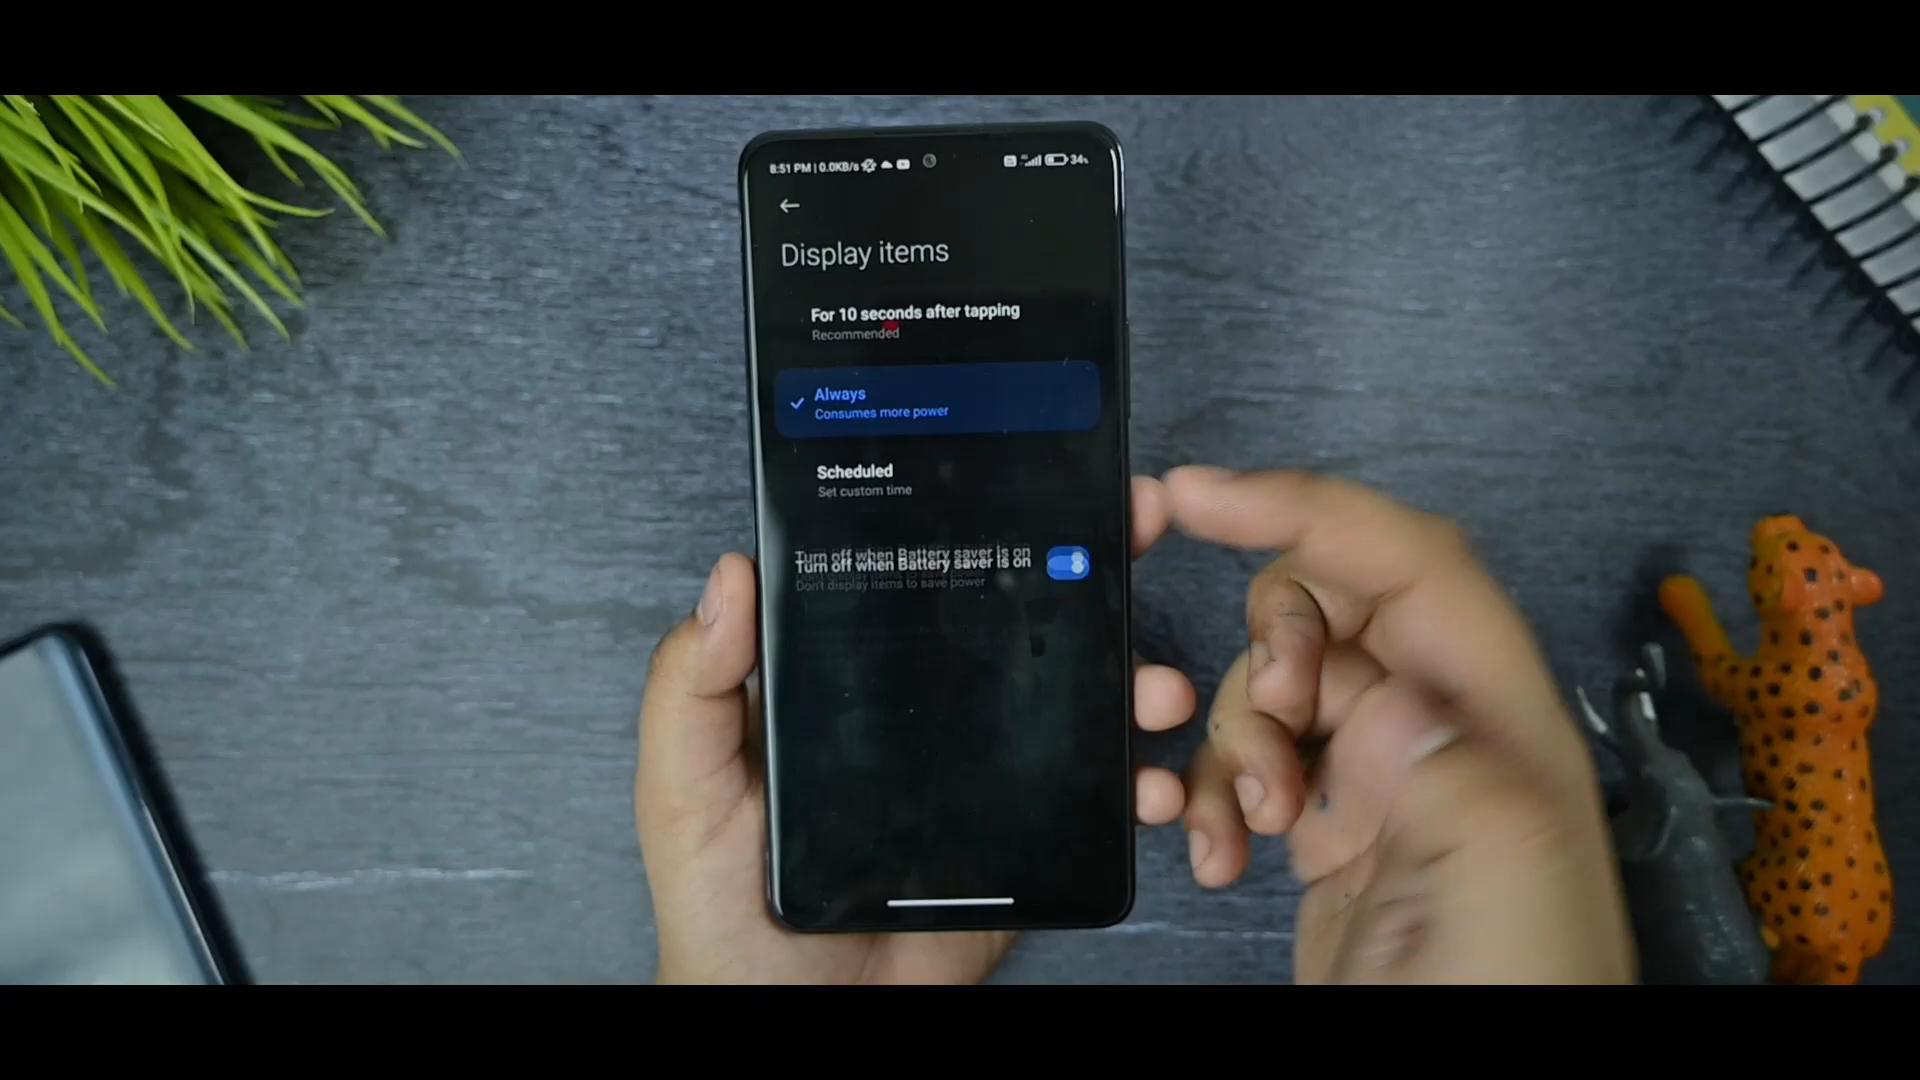 8:51 PM | 0.0KB/s
34%
Display items
For 10 seconds after tapping
Recommended
Always
Consumes more power
Scheduled
Set custom time
Turn off when Battery saver is on
Don't display items to save power